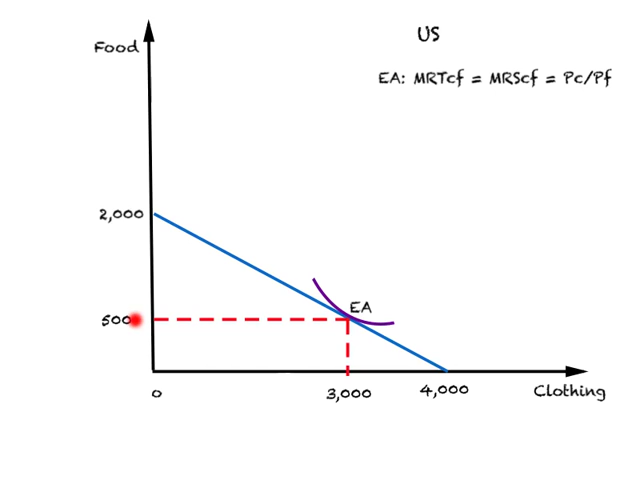 US
Food
EA: MRTcf = MRScf = Pc/Pf
2,000
EA
500
0
3,000
4,000
Clothing